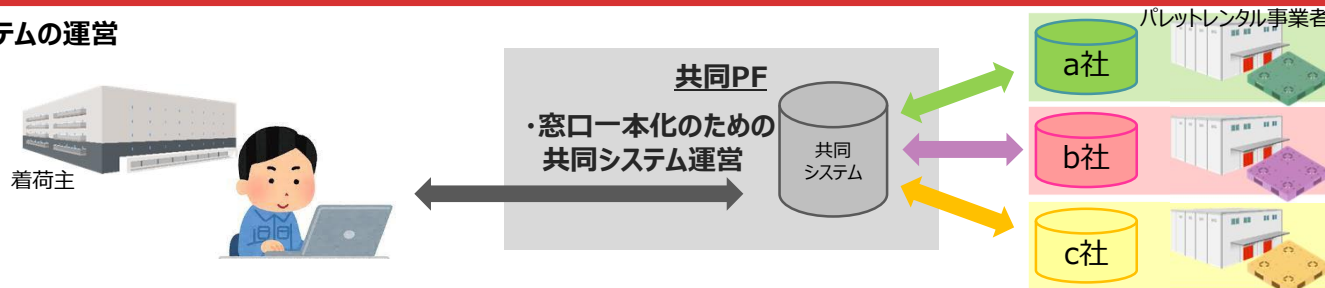 テムの運営
パレットレンタル事業者
着荷主
共同PF
・窓口一本化のための
共同システム運営
共同
システム
a社
b社
c社